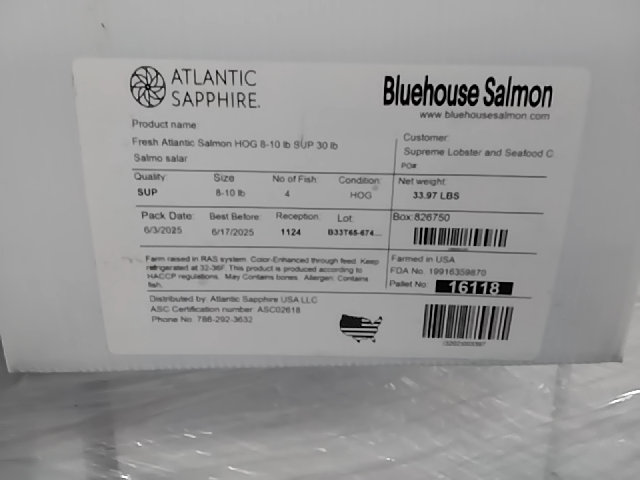 ATLANTIC
SAPPHIRE.
Bluehouse Salmon
www.bluehousesalmon.com
Product name:
Fresh Atlantic Salmon HOG 8-10 lb SUP 30 lb
Salmo salar
Customer:
Supreme Lobster and Seafood C
PO#
Quality
SUP
Size
8-10 lb
No of Fish:
4
Condition:
HOG
Net weight:
33.97 LBS
Pack Date:
6/3/2025
Best Before:
6/17/2025
Reception:
1124
Lot:
B33T65-674...
Box:826750
Farm raised in RAS system. Color-Enhanced through feed. Keep
refrigerated at 32-36F. This product is produced according to
HACCP regulations. May Contains bones. Allergen: Contains
fish.
Farmed in USA
FDA No. 19916359870
Pallet No: 16118
Distributed by: Atlantic Sapphire USA LLC
ASC Certification number: ASC02618
Phone No: 786-292-3632